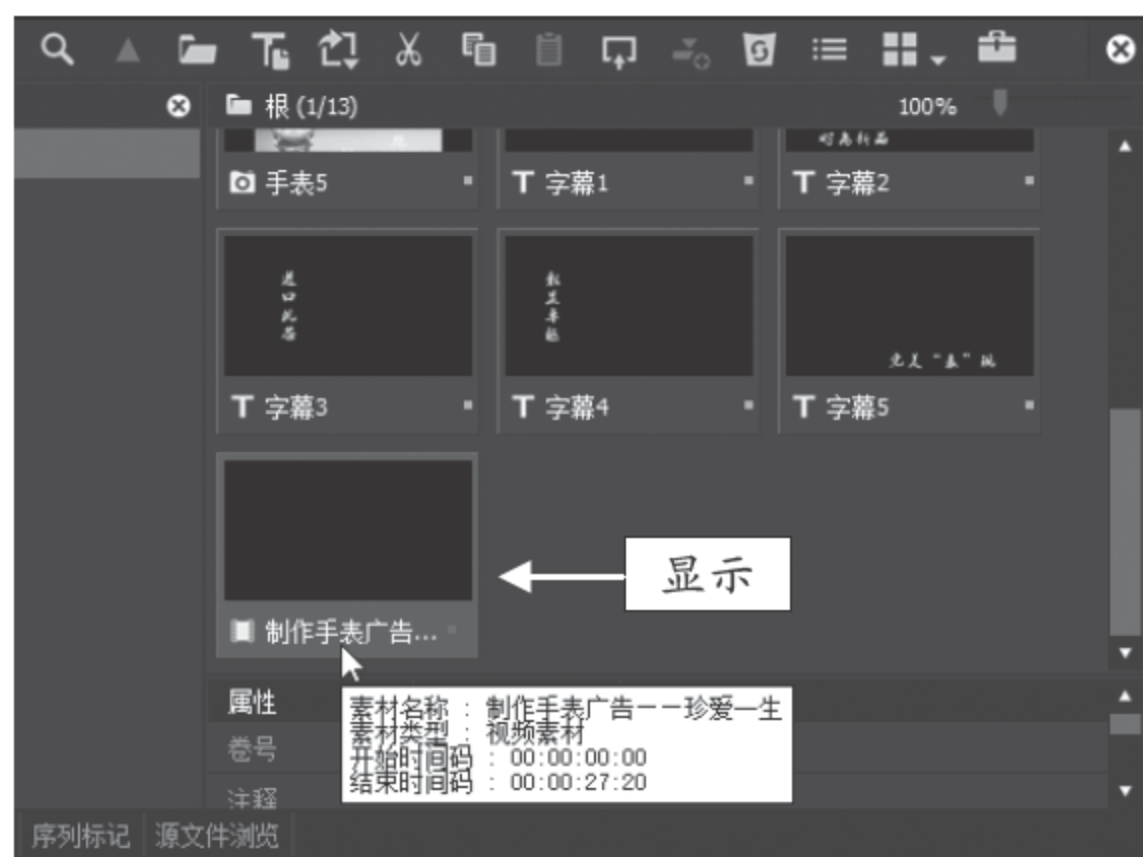 根 (1/13)
100%
手表5
字幕1
字幕2
字幕3
字幕4
字幕5
显示
制作手表广告...
属性
卷号
注释
素材名称 : 制作手表广告——珍爱一生
素材类型 : 视频素材
开始时间码 : 00:00:00:00
结束时间码 : 00:00:27:20
序列标记
源文件浏览